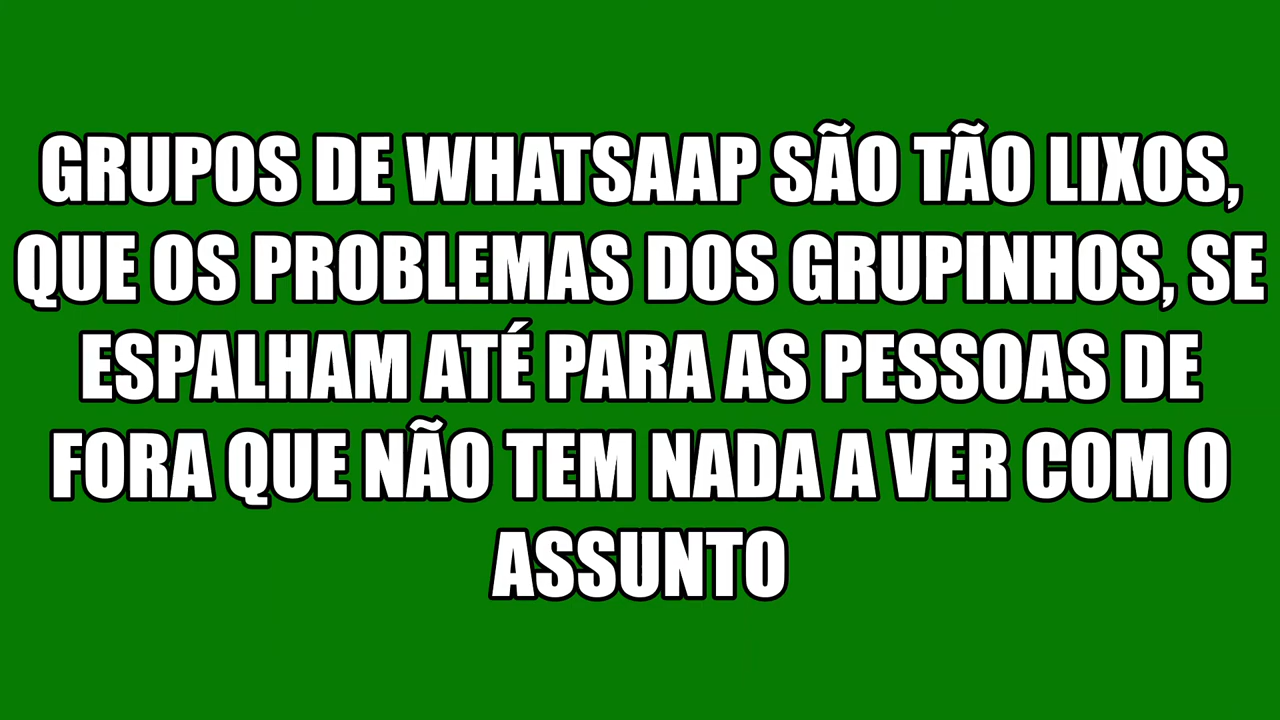 GRUPOS DE WHATSAAP SÃO TÃO LIXOS,
QUE OS PROBLEMAS DOS GRUPINHOS, SE
ESPALHAM ATÉ PARA AS PESSOAS DE
FORA QUE NÃO TEM NADA A VER COM O
ASSUNTO